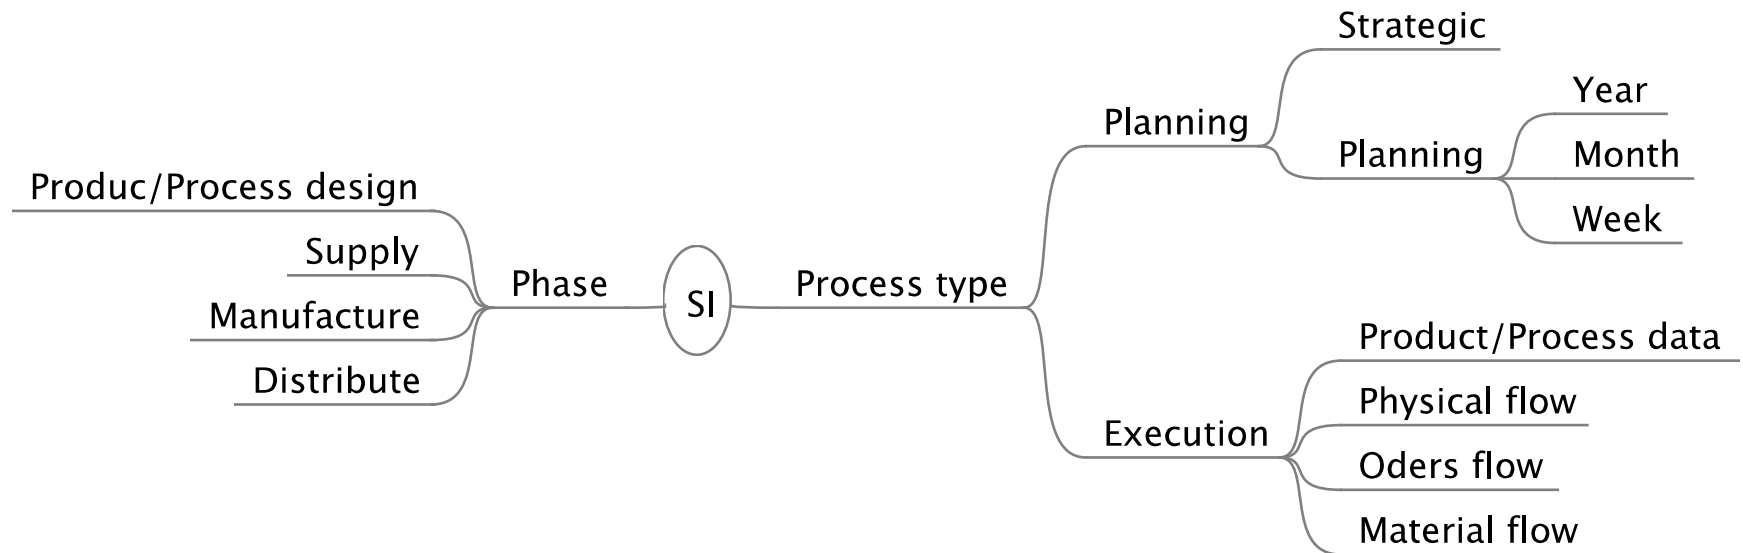 Strategic
Year
Planning
Planning
Month
Week
Produc/Process design
Supply
Phase
SI
Process type
Manufacture
Distribute
Product/Process data
Physical flow
Execution
Oders flow
Material flow